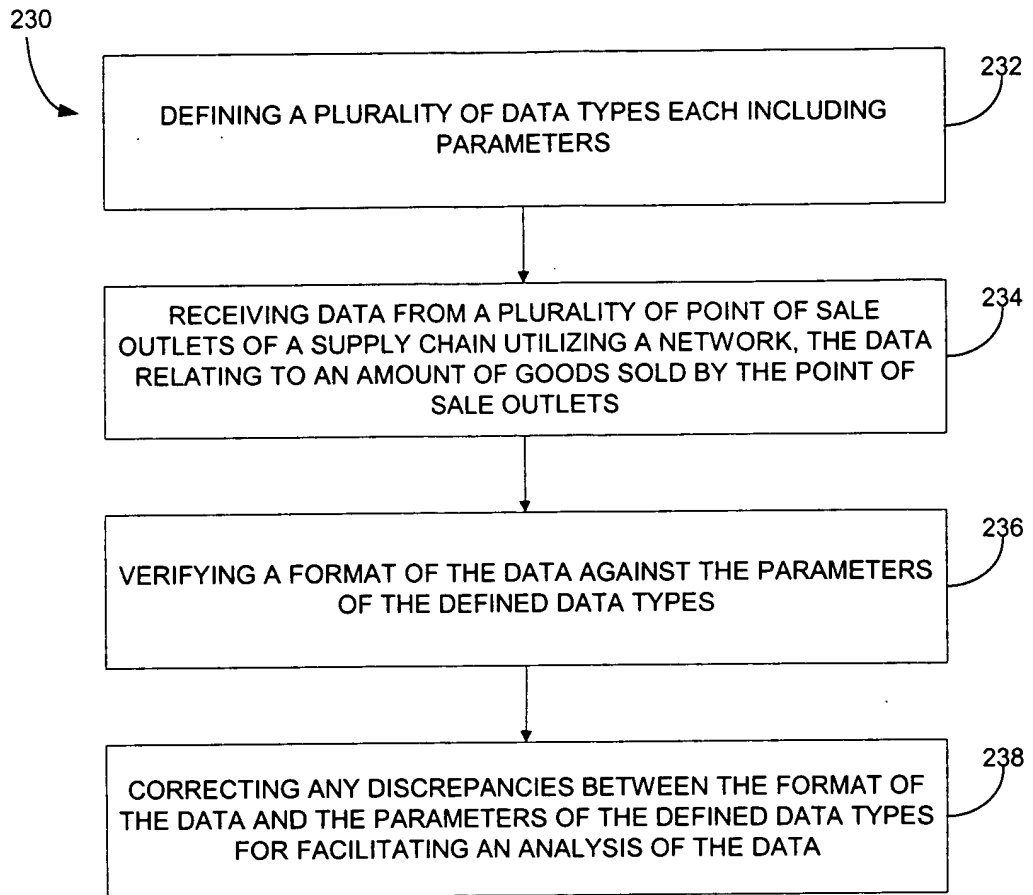 230
232
DEFINING A PLURALITY OF DATA TYPES EACH INCLUDING
PARAMETERS
234
RECEIVING DATA FROM A PLURALITY OF POINT OF SALE
OUTLETS OF A SUPPLY CHAIN UTILIZING A NETWORK, THE DATA
RELATING TO AN AMOUNT OF GOODS SOLD BY THE POINT OF
SALE OUTLETS
236
VERIFYING A FORMAT OF THE DATA AGAINST THE PARAMETERS
OF THE DEFINED DATA TYPES
238
CORRECTING ANY DISCREPANCIES BETWEEN THE FORMAT OF
THE DATA AND THE PARAMETERS OF THE DEFINED DATA TYPES
FOR FACILITATING AN ANALYSIS OF THE DATA